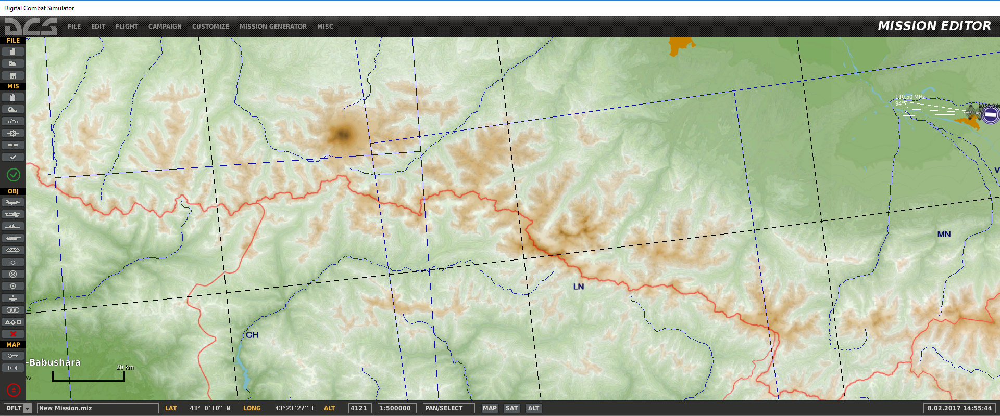 Digital Combat Simulator
DCS FILE EDIT FLIGHT CAMPAIGN CUSTOMIZE MISSION GENERATOR MISC MISSION EDITOR
FILE
MIS
OBJ
MAP
110.50 MHz
94°
V
MN
LN
GH
-Babushara
20 km
AV
DFLT New Mission.miz LAT 43° 0'10'' N LONG 43°23'27'' E ALT 4121 1:500000 PAN/SELECT MAP SAT ALT 8.02.2017 14:55:44